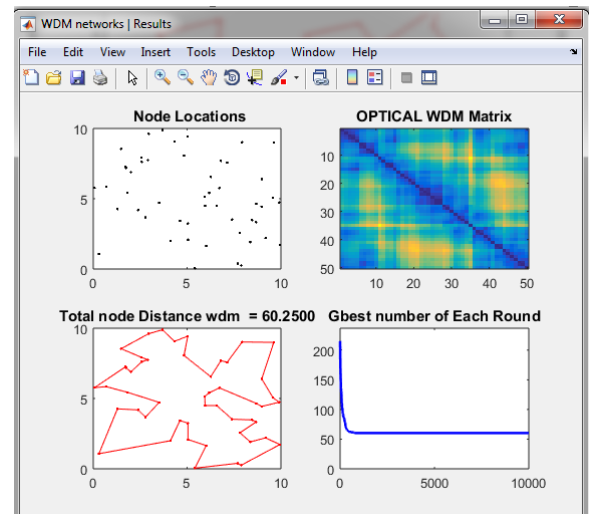 WDM networks | Results
File Edit View Insert Tools Desktop Window Help
Node Locations
10
5
0
0 5 10
OPTICAL WDM Matrix
10
20
30
40
50
10 20 30 40 50
Total node Distance wdm = 60.2500
10
5
0
0 5 10
Gbest number of Each Round
200
150
100
50
0
0 5000 10000